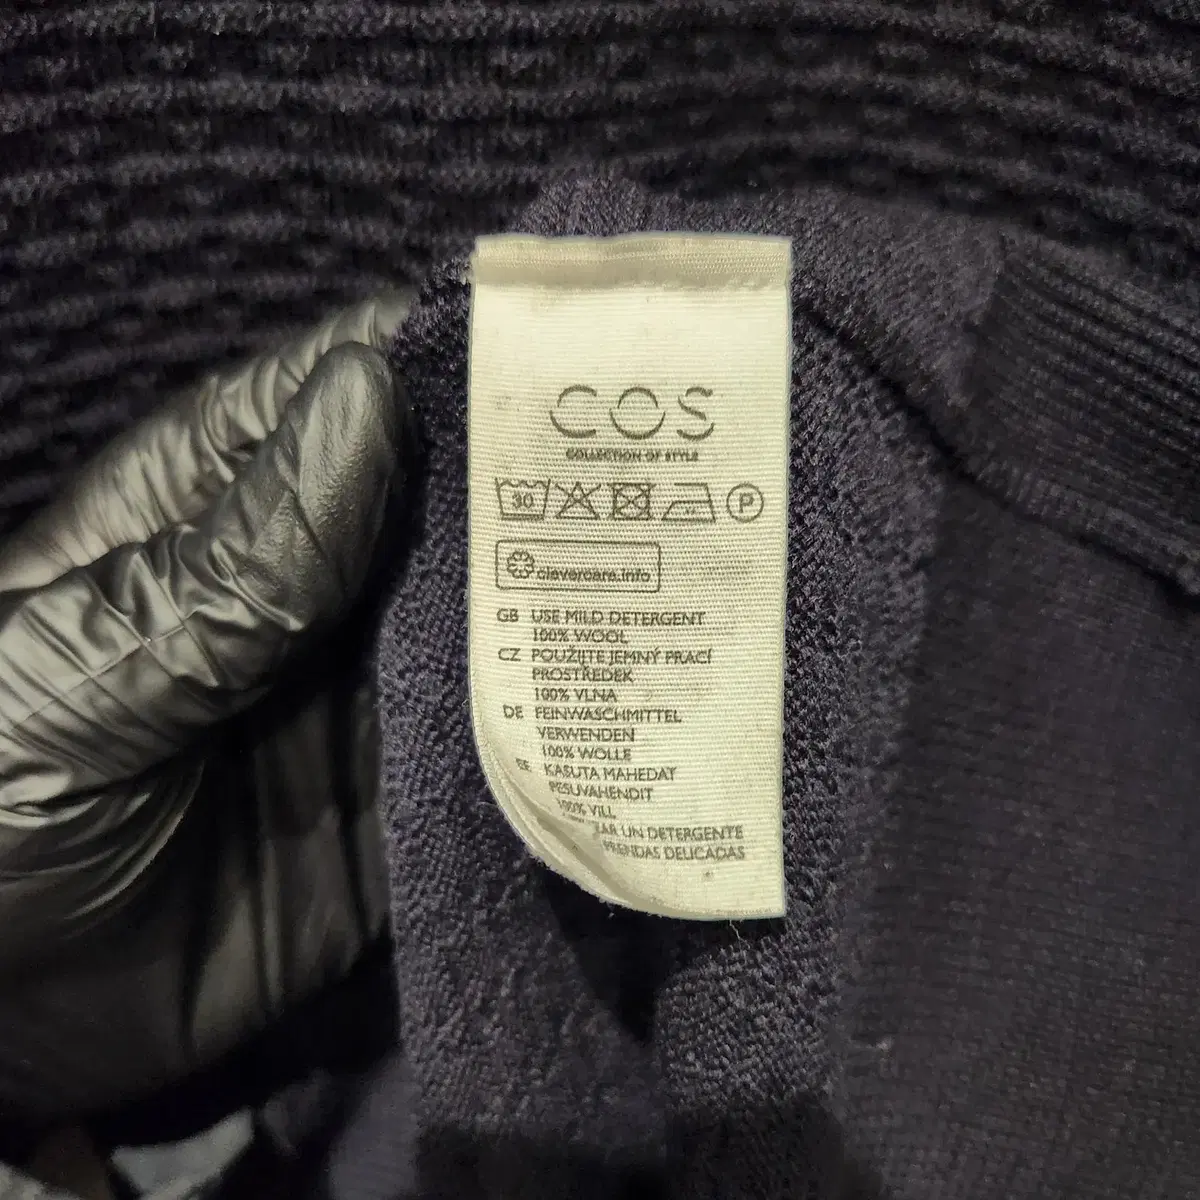 COS
COLLECTION OF STYLE
30
P
clevercare.info
GB USE MILD DETERGENT
100% WOOL
CZ POUŽIJTE JEMNÝ PRACÍ
PROSTŘEDEK
100% VLNA
DE FEINWASCHMITTEL
VERWENDEN
100% WOLLE
EE KASUTA MAHEDAT
PESUVAHENDIT
100% VILL
UN DETERGENTE
PRENDAS DELICADAS